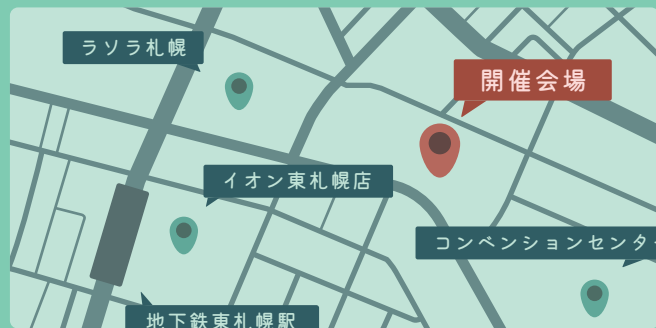 ラソラ札幌
開催会場
イオン東札幌店
コンベンションセンター
地下鉄東札幌駅